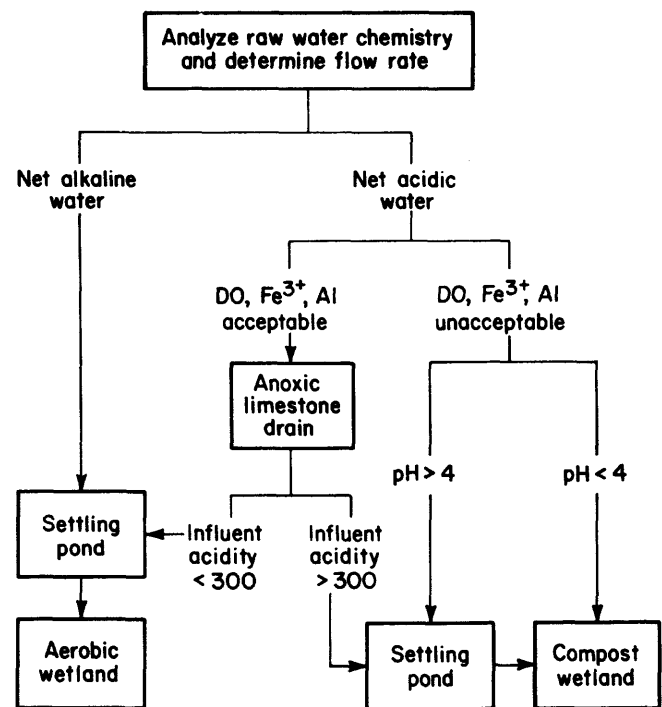 Analyze raw water chemistry
and determine flow rate
Net alkaline
water
Net acidic
water
DO, Fe³⁺, Al
acceptable
DO, Fe³⁺, Al
unacceptable
Anoxic
limestone
drain
pH > 4
pH < 4
Settling
pond
Influent
acidity
< 300
Influent
acidity
> 300
Aerobic
wetland
Settling
pond
Compost
wetland